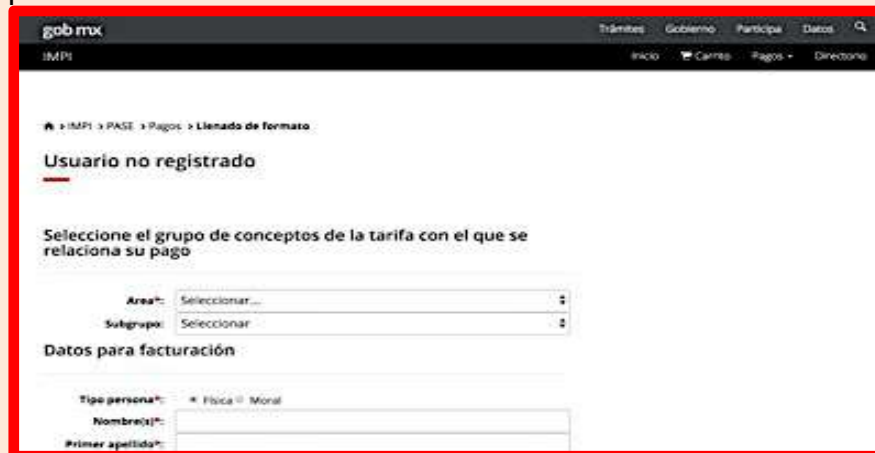 gob mx
Trámites Gobierno Participa Datos
IMPI
Inicio Carrito Pagos Directorio
> IMPI > PASE > Pagos > Llenado de formato
Usuario no registrado
Seleccione el grupo de conceptos de la tarifa con el que se
relaciona su pago
Area*: Seleccionar...
Subgrupo: Seleccionar
Datos para facturación
Tipo persona*: Física Moral
Nombre(s)*:
Primer apellido*: